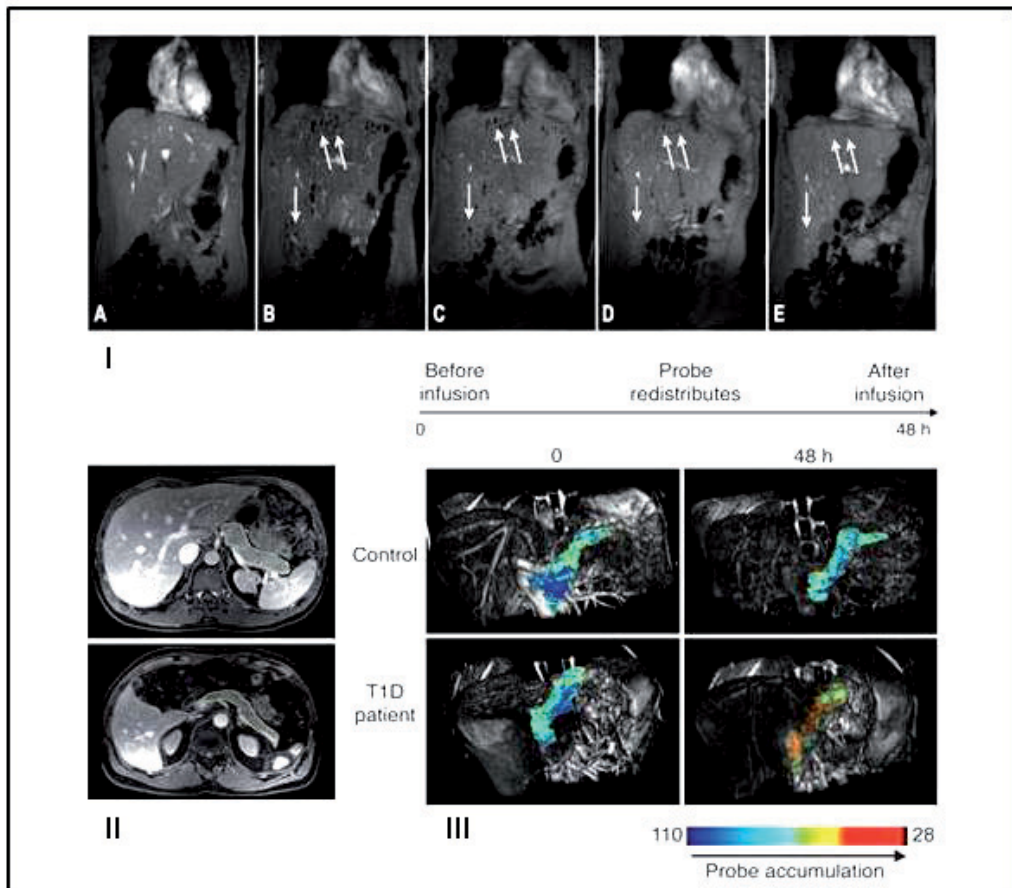 A B C D E
I
Before Probe After
infusion redistributes infusion
0 48 h
0 48 h
Control
T1D
patient
II III
110 28
Probe accumulation